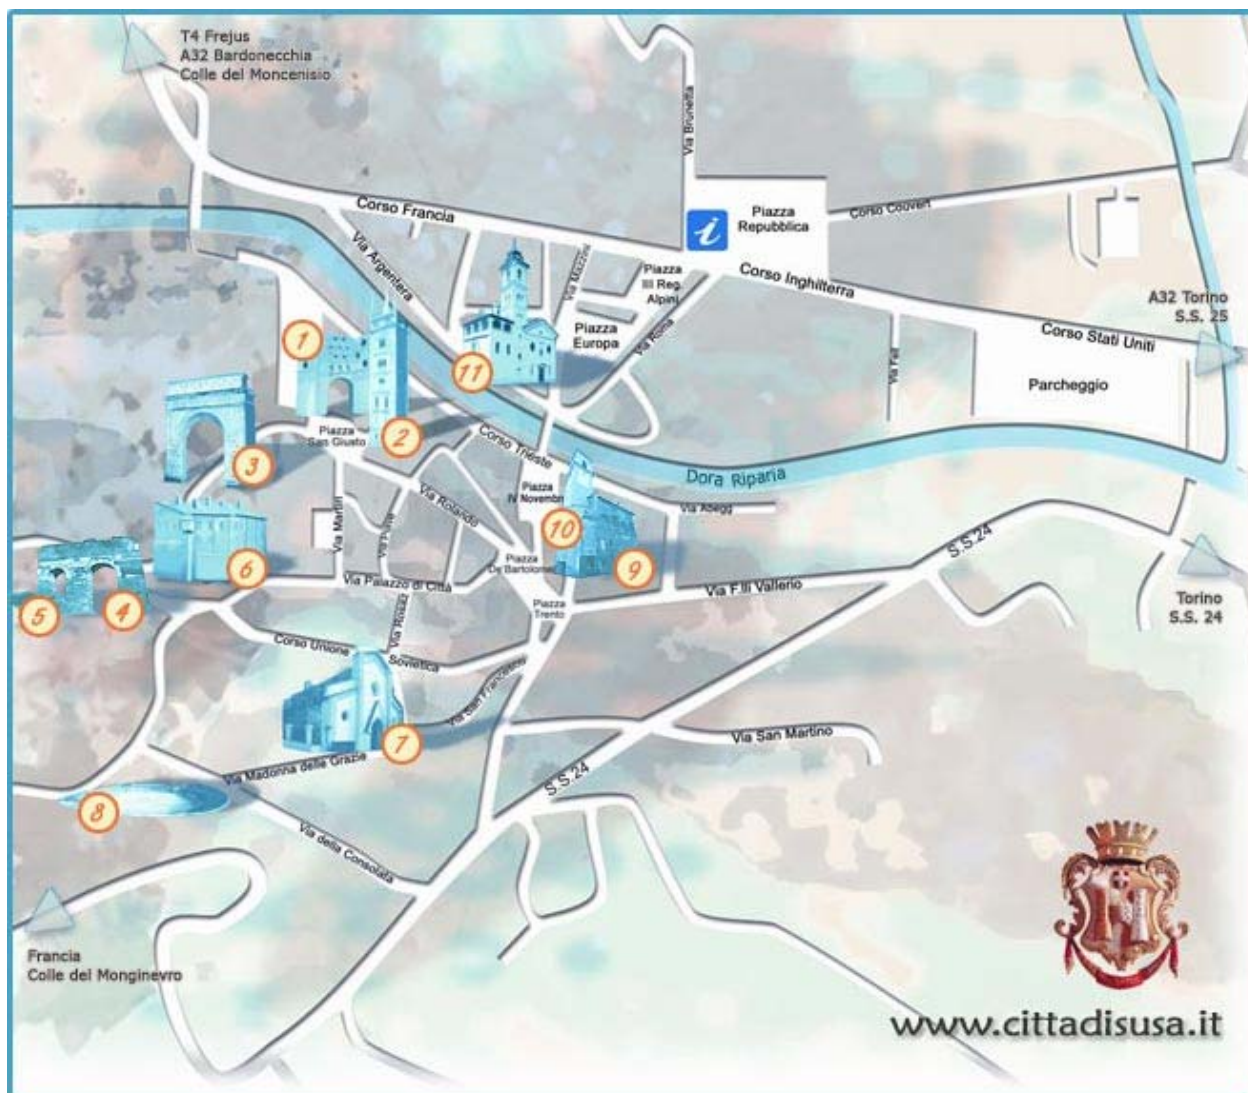 T4 Frejus
A32 Bardonecchia
Colle del Moncenisio
Via Brunetta
Corso Francia
Piazza
Repubblica
Corso Couvert
i
Via Argentera
Via Mazzini
Piazza
III Reg.
Alpini
Corso Inghilterra
A32 Torino
S.S. 25
Corso Stati Uniti
Piazza
Europa
Via Roma
Via Fell
Parcheggio
1
11
2
3
Piazza
San Giusto
Corso Trieste
Dora Riparia
Piazza
IV Novembre
Via Rolando
Via Martiri
Via Abegg
10
9
S.S.24
6
Piazza
De Bartolomei
Via Palazzo di Città
Via F.lli Vallerio
5
4
Piazza
Trento
Torino
S.S. 24
Via Rosaz
Corso Unione Sovietica
Via San Francesco
7
Via San Martino
Via Madonna delle Grazie
S.S.24
8
Via della Consolata
Francia
Colle del Monginevro
www.cittadisusa.it